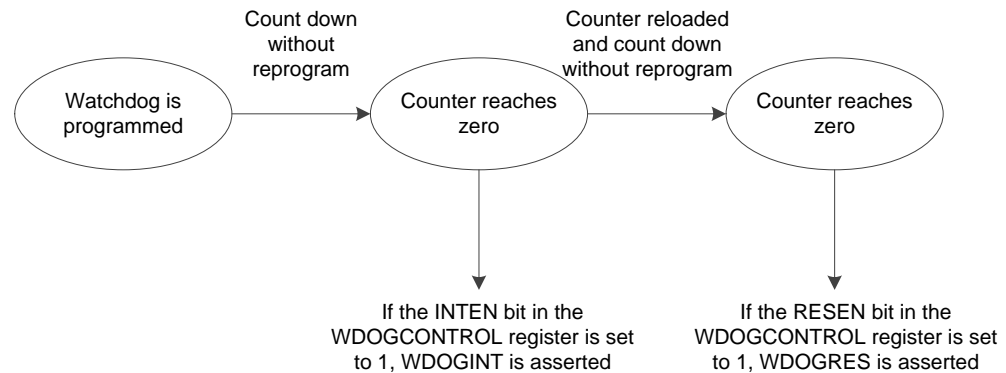 Count down
without
reprogram
Counter reloaded
and count down
without reprogram
Watchdog is
programmed
Counter reaches
zero
Counter reaches
zero
If the INTEN bit in the
WDOGCONTROL register is set
to 1, WDOGINT is asserted
If the RESEN bit in the
WDOGCONTROL register is set
to 1, WDOGRES is asserted